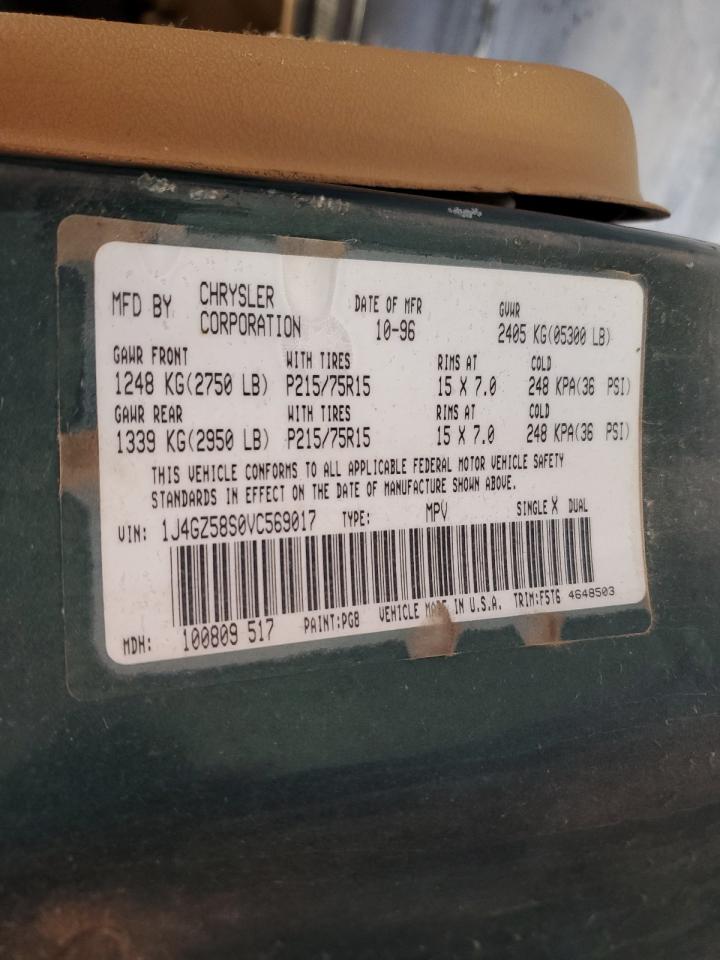 MFD BY CHRYSLER CORPORATION DATE OF MFR 10-96 GVWR 2405 KG(05300 LB)
GAWR FRONT WITH TIRES RIMS AT COLD
1248 KG(2750 LB) P215/75R15 15 X 7.0 248 KPA(36 PSI)
GAWR REAR WITH TIRES RIMS AT COLD
1339 KG(2950 LB) P215/75R15 15 X 7.0 248 KPA(36 PSI)
THIS VEHICLE CONFORMS TO ALL APPLICABLE FEDERAL MOTOR VEHICLE SAFETY
STANDARDS IN EFFECT ON THE DATE OF MANUFACTURE SHOWN ABOVE.
VIN: 1J4GZ58S0VC569017 TYPE: MPV SINGLE X DUAL
MDH: 100809 517 PAINT:PG8 VEHICLE MADE IN U.S.A. TRIM:F5T6 4648503